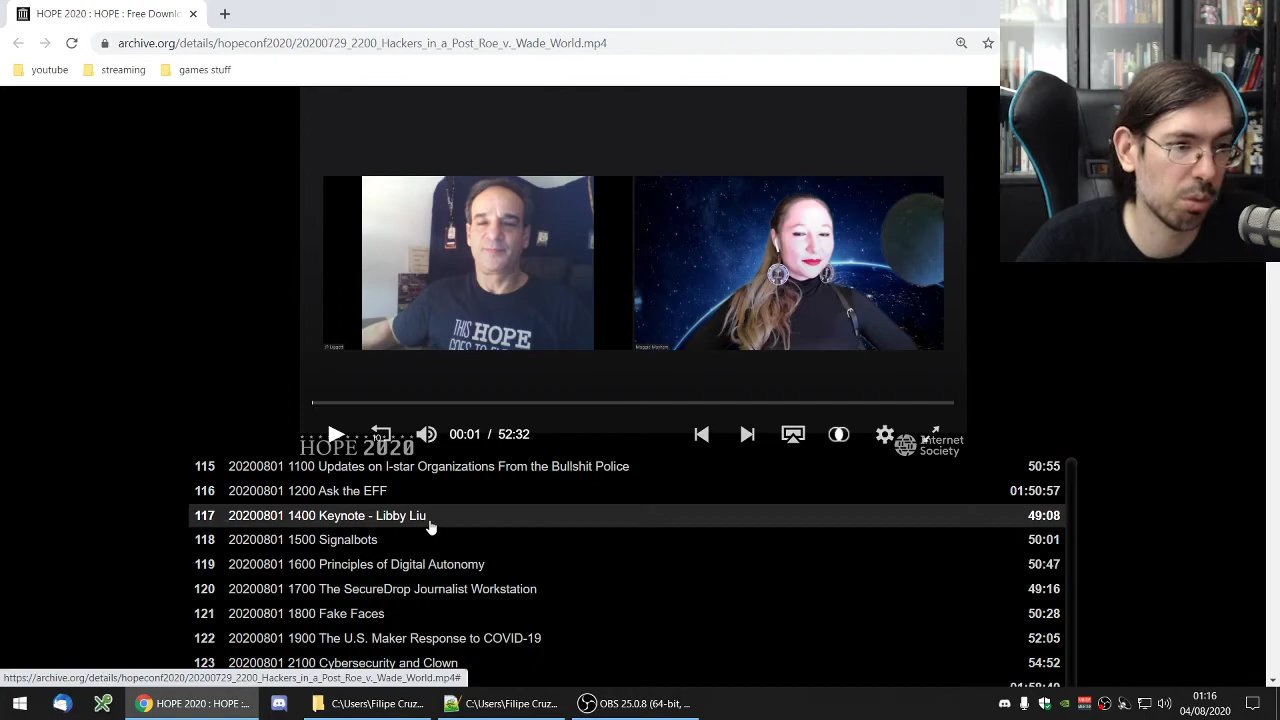 HOPE 2020 : HOPE : Free Downlo
archive.org/details/hopeconf2020/20200729_2200_Hackers_in_a_Post_Roe_v._Wade_World.mp4
youtube
streaming
games stuff
THIS HOPE
00:01 / 52:32
HOPE 2020
Internet
Society
115 20200801 1100 Updates on I-star Organizations From the Bullshit Police 50:55
116 20200801 1200 Ask the EFF 01:50:57
117 20200801 1400 Keynote - Libby Liu 49:08
118 20200801 1500 Signalbots 50:01
119 20200801 1600 Principles of Digital Autonomy 50:47
120 20200801 1700 The SecureDrop Journalist Workstation 49:16
121 20200801 1800 Fake Faces 50:28
122 20200801 1900 The U.S. Maker Response to COVID-19 52:05
123 20200801 2100 Cybersecurity and Clown 54:52
https://archive.org/details/hopeconf2020/20200729_2200_Hackers_in_a_Post_Roe_v._Wade_World.mp4#
HOPE 2020 : HOPE :...
C:\Users\Filipe Cruz...
C:\Users\Filipe Cruz...
OBS 25.0.8 (64-bit, ...
01:16
04/08/2020